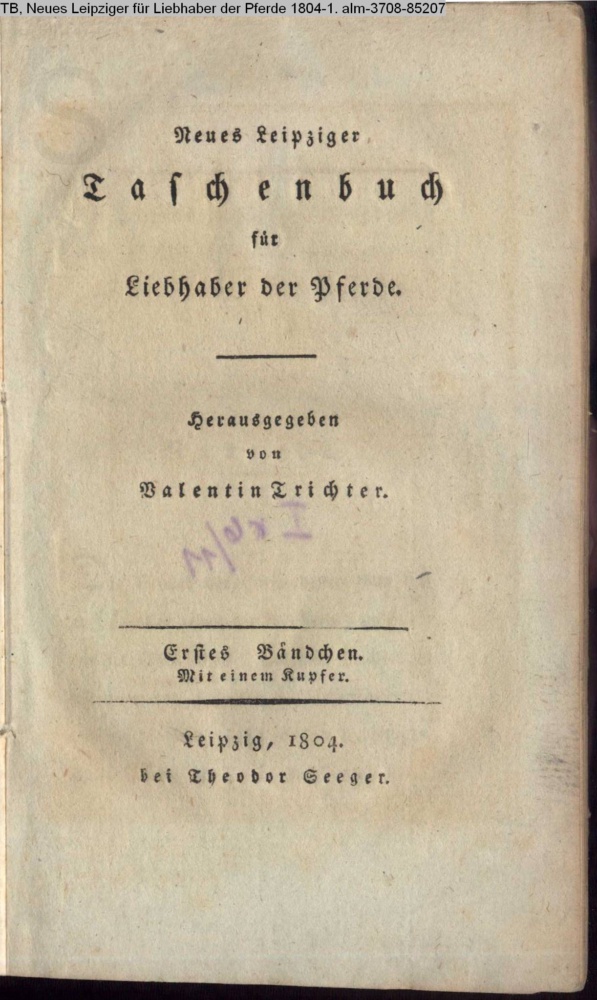 TB, Neues Leipziger für Liebhaber der Pferde 1804-1. alm-3708-85207
Neues Leipziger
Taschenbuch
für
Liebhaber der Pferde.
Herausgegeben
von
Valentin Trichter.
Erstes Bändchen.
Mit einem Kupfer.
Leipzig, 1804.
bei Theodor Seeger.